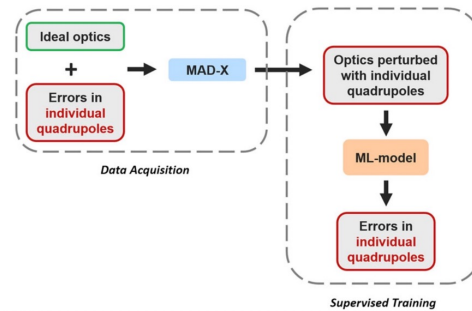 Ideal optics
+
Errors in
individual
quadrupoles
MAD-X
Data Acquisition
Optics perturbed
with individual
quadrupoles
ML-model
Errors in
individual
quadrupoles
Supervised Training